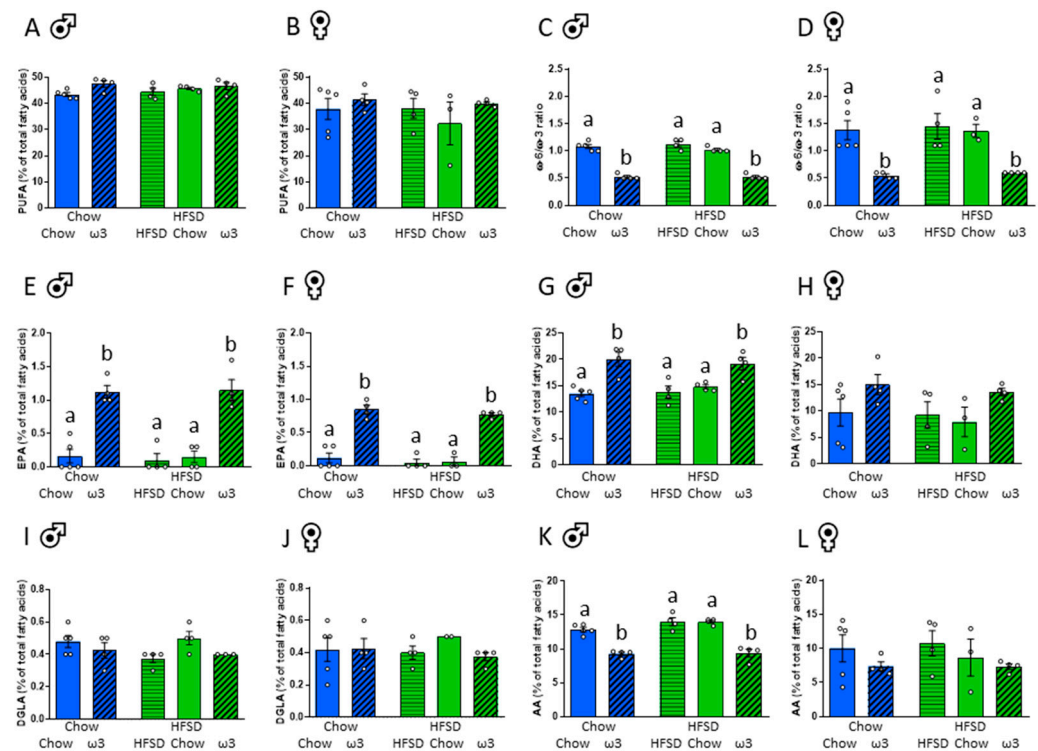 A B C D
PUFA (% of total fatty acids)
50
40
30
20
10
0
Chow HFSD
Chow ω3 HFSD Chow ω3
PUFA (% of total fatty acids)
50
40
30
20
10
0
Chow HFSD
Chow ω3 HFSD Chow ω3
ω-6/ω-3 ratio
2.5
2.0
1.5
1.0
0.5
0.0
a b a a b
Chow HFSD
Chow ω3 HFSD Chow ω3
ω-6/ω-3 ratio
2.5
2.0
1.5
1.0
0.5
0.0
a b a a b
Chow HFSD
Chow ω3 HFSD Chow ω3
E F G H
EPA (% of total fatty acids)
2.0
1.5
1.0
0.5
0.0
a b a a b
Chow HFSD
Chow ω3 HFSD Chow ω3
EPA (% of total fatty acids)
2.0
1.5
1.0
0.5
0.0
a b a a b
Chow HFSD
Chow ω3 HFSD Chow ω3
DHA (% of total fatty acids)
25
20
15
10
5
0
a b a a b
Chow HFSD
Chow ω3 HFSD Chow ω3
DHA (% of total fatty acids)
25
20
15
10
5
0
Chow HFSD
Chow ω3 HFSD Chow ω3
I J K L
DGLA (% of total fatty acids)
0.8
0.6
0.4
0.2
0.0
Chow HFSD
Chow ω3 HFSD Chow ω3
DGLA (% of total fatty acids)
0.8
0.6
0.4
0.2
0.0
Chow HFSD
Chow ω3 HFSD Chow ω3
AA (% of total fatty acids)
20
15
10
5
0
a b a a b
Chow HFSD
Chow ω3 HFSD Chow ω3
AA (% of total fatty acids)
20
15
10
5
0
Chow HFSD
Chow ω3 HFSD Chow ω3